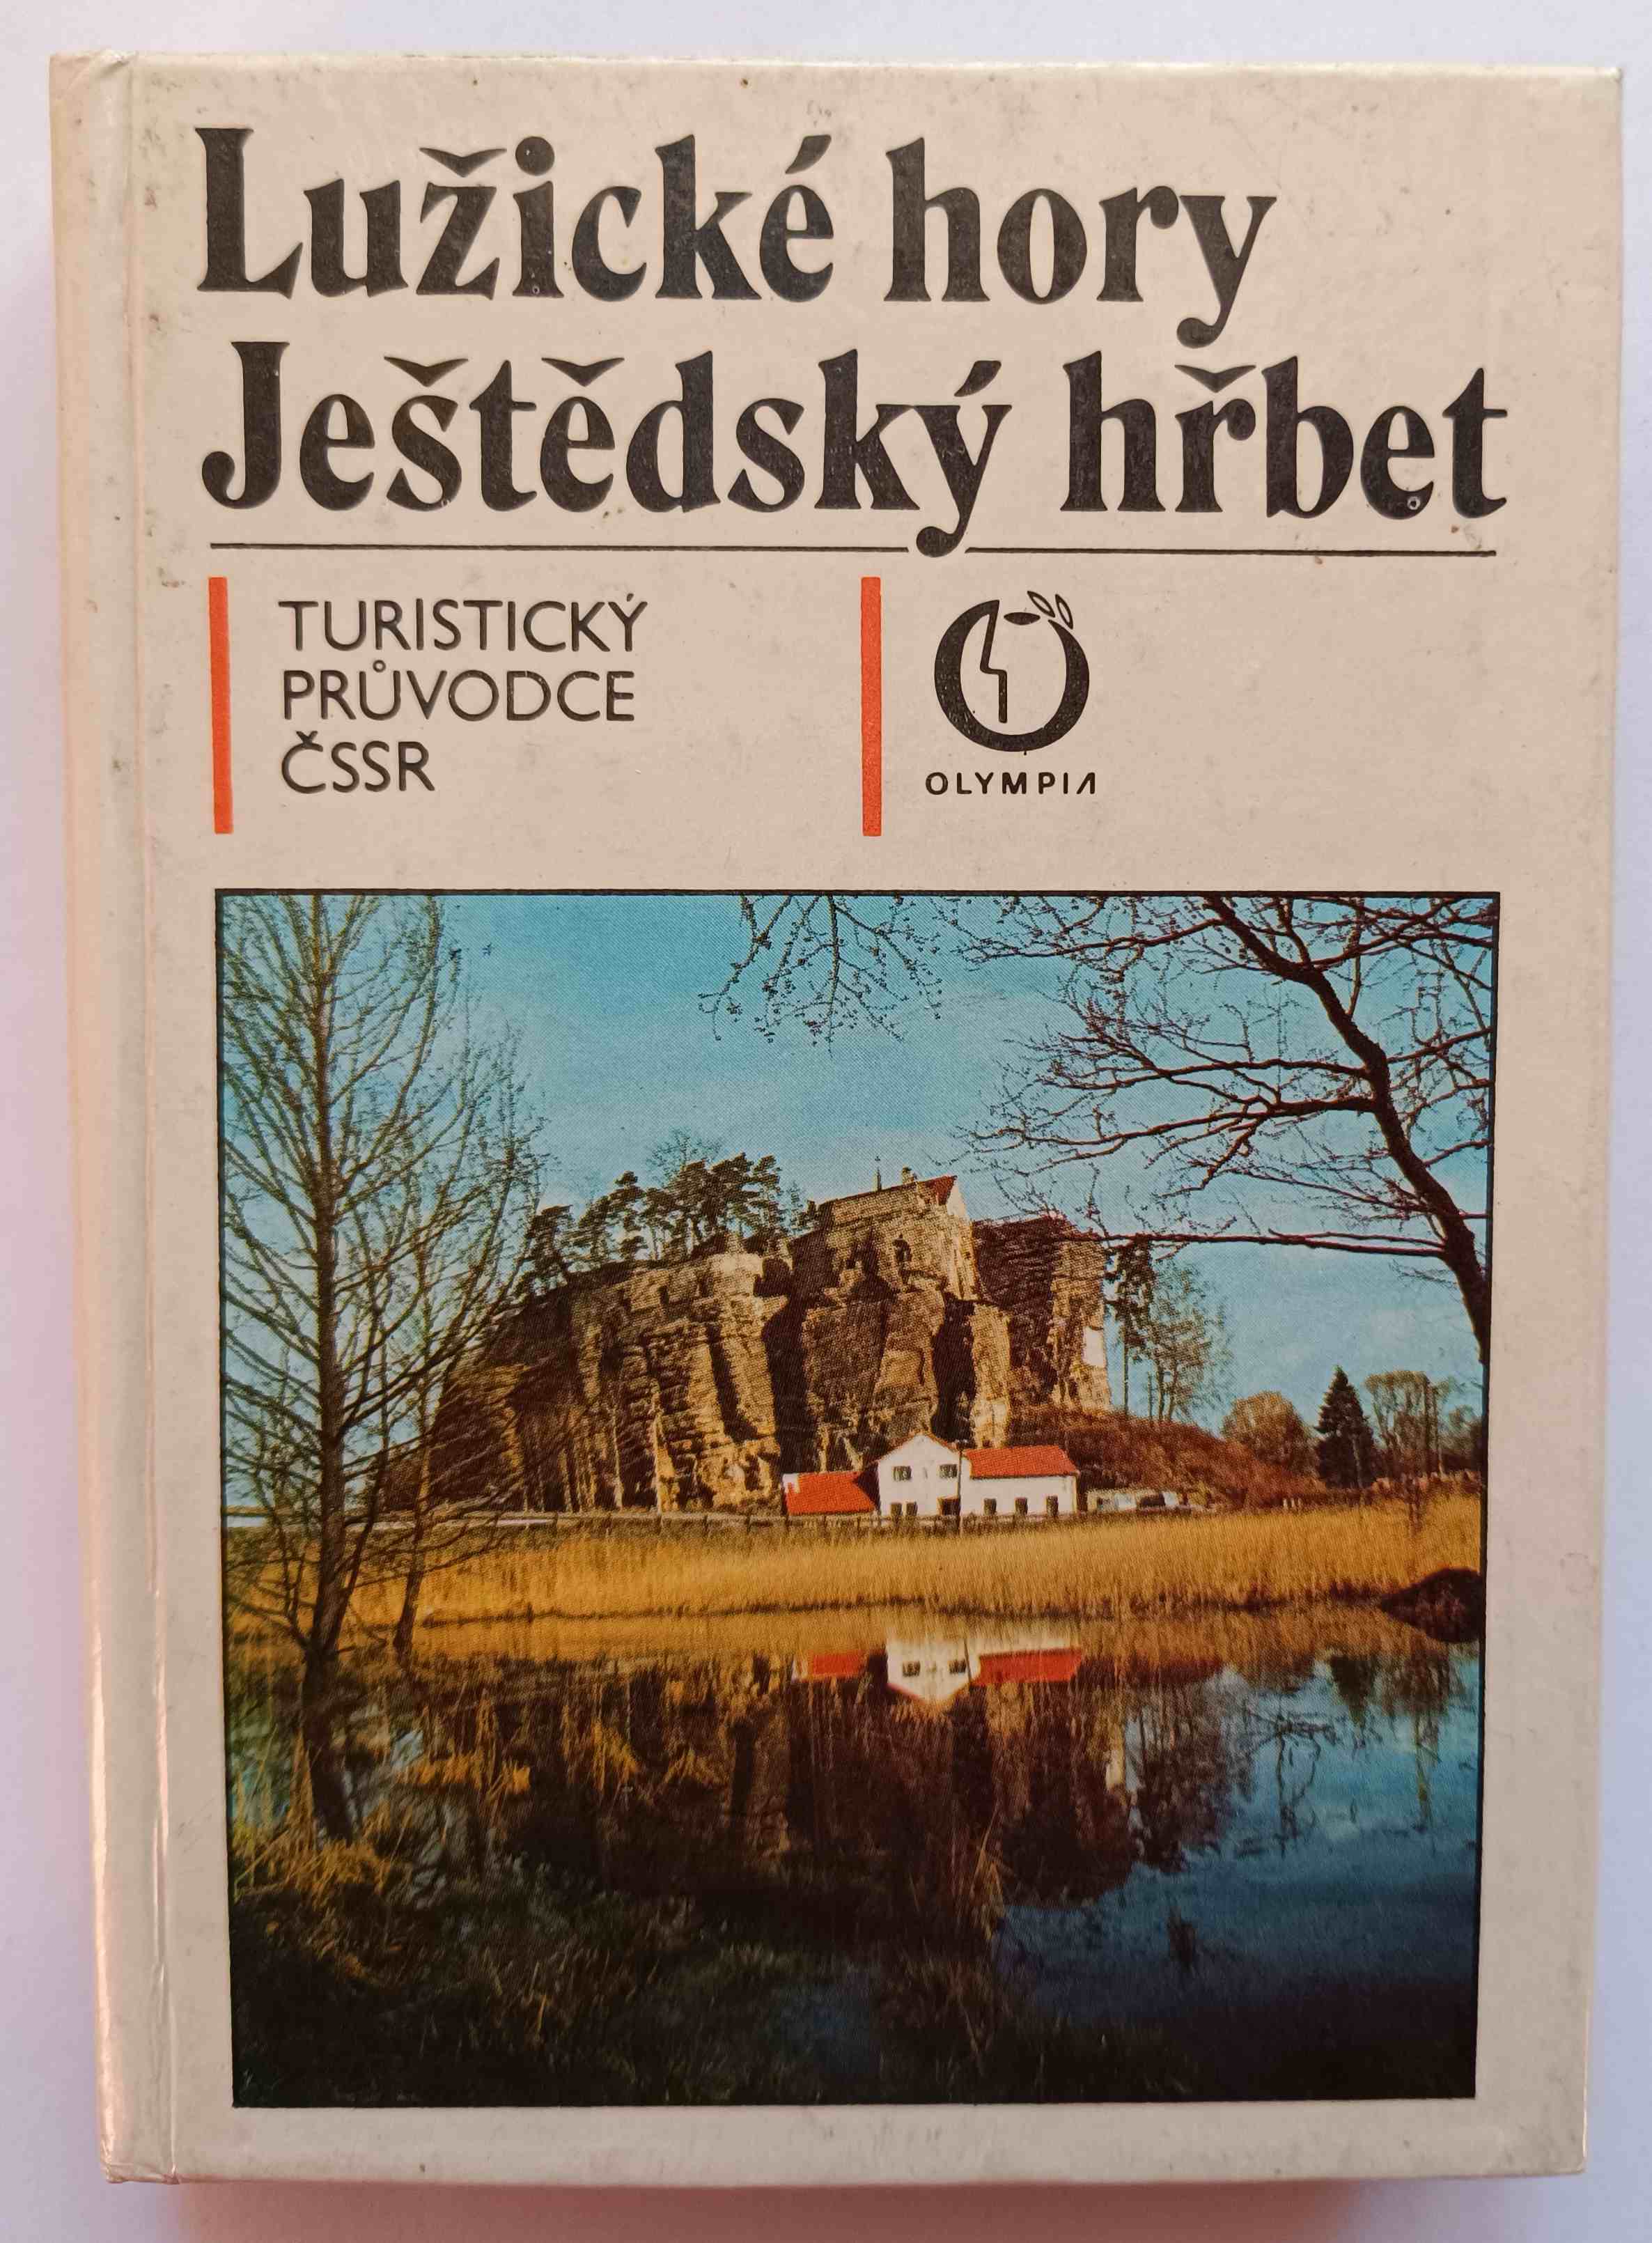 Lužické hory
Ještědský hřbet
TURISTICKÝ
PRŮVODCE
ČSSR
OLYMPIA